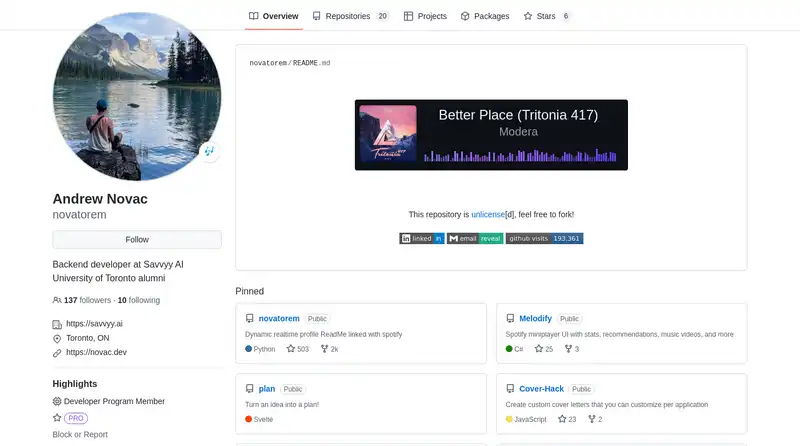 Overview
Repositories 20
Projects
Packages
Stars 6
novatorem/README.md
Better Place (Tritonia 417)
Modera
Tritonia
This repository is unlicense[d], feel free to fork!
linked in
email reveal
github visits 193,361
Andrew Novac
novatorem
Follow
Backend developer at Savvyy AI
University of Toronto alumni
137 followers · 10 following
https://savvyy.ai
Toronto, ON
https://novac.dev
Highlights
Developer Program Member
PRO
Block or Report
Pinned
novatorem Public
Dynamic realtime profile ReadMe linked with spotify
Python 503 2k
Melodify Public
Spotify miniplayer UI with stats, recommendations, music videos, and more
C# 25 3
plan Public
Turn an idea into a plan!
Svelte
Cover-Hack Public
Create custom cover letters that you can customize per application
JavaScript 23 2